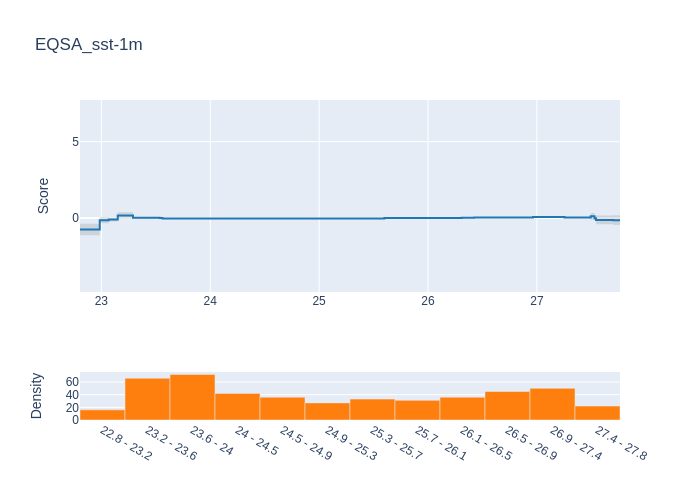 EQSA_sst-1m
Score
5
0
23 24 25 26 27
Density
60
40
20
0
22.8 - 23.2
23.2 - 23.6
23.6 - 24
24 - 24.5
24.5 - 24.9
24.9 - 25.3
25.3 - 25.7
25.7 - 26.1
26.1 - 26.5
26.5 - 26.9
26.9 - 27.4
27.4 - 27.8